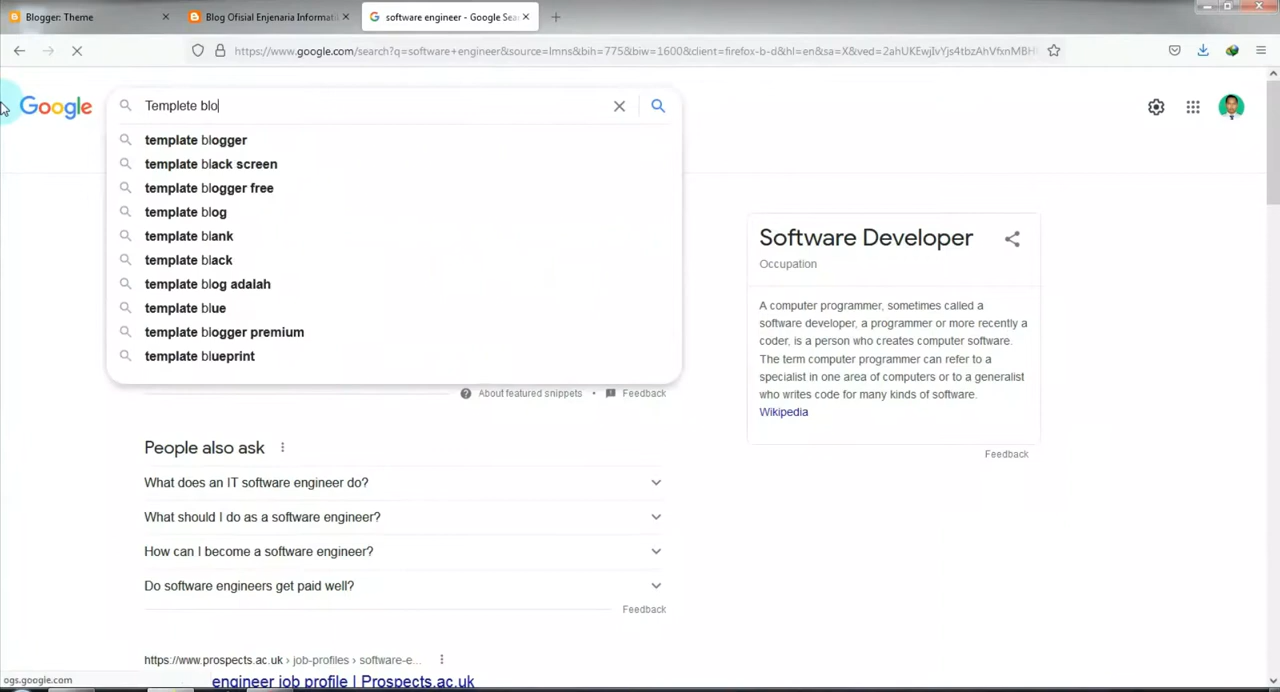 Blogger: Theme
Blog Ofisial Enjenaria Informati
software engineer - Google Sea
https://www.google.com/search?q=software+engineer&source=lmns&bih=775&biw=1600&client=firefox-b-d&hl=en&sa=X&ved=2ahUKEwjIvYjs4tbzAhVfxnMBH
Google
Templete blo
template blogger
template black screen
template blogger free
template blog
template blank
template black
template blog adalah
template blue
template blogger premium
template blueprint
About featured snippets • Feedback
People also ask
What does an IT software engineer do?
What should I do as a software engineer?
How can I become a software engineer?
Do software engineers get paid well?
Feedback
https://www.prospects.ac.uk › job-profiles › software-e...
engineer job profile | Prospects.ac.uk
Software Developer
Occupation
A computer programmer, sometimes called a
software developer, a programmer or more recently a
coder, is a person who creates computer software.
The term computer programmer can refer to a
specialist in one area of computers or to a generalist
who writes code for many kinds of software.
Wikipedia
Feedback
ogs.google.com